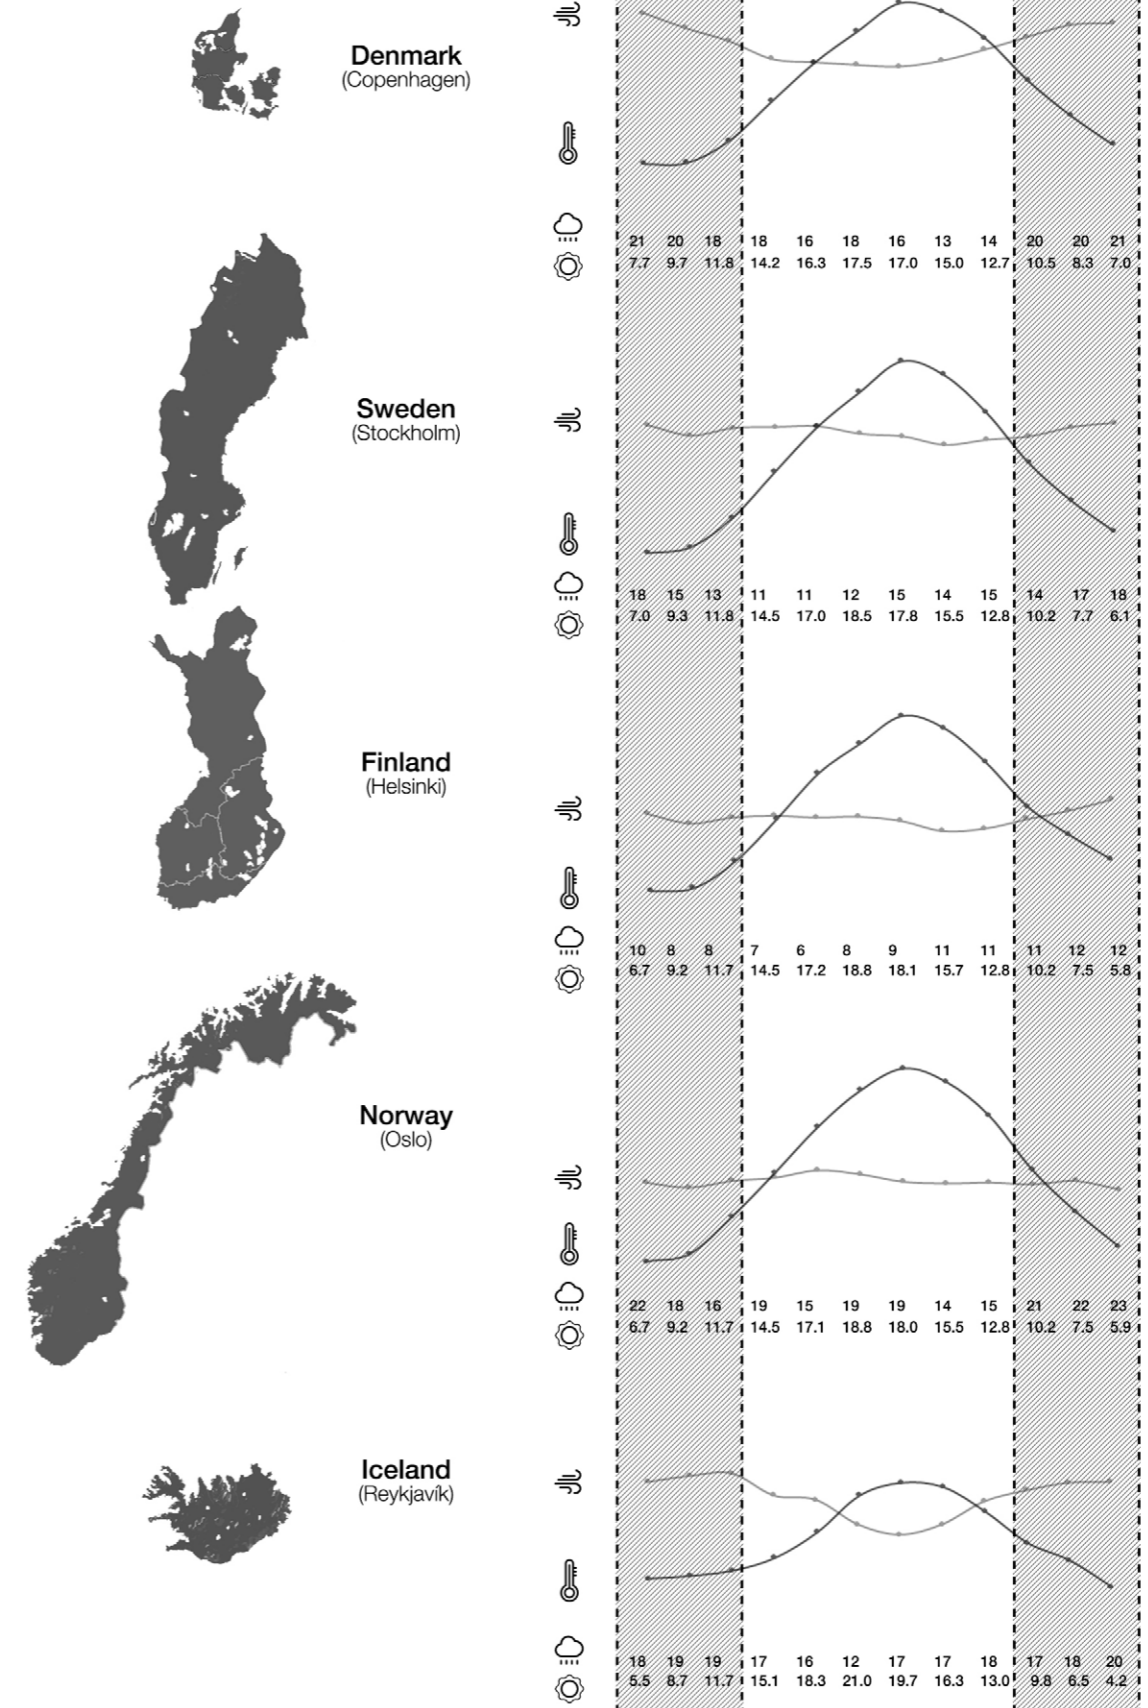 Denmark
(Copenhagen)
21 20 18 18 16 18 16 13 14 20 20 21
7.7 9.7 11.8 14.2 16.3 17.5 17.0 15.0 12.7 10.5 8.3 7.0
Sweden
(Stockholm)
18 15 13 11 11 12 15 14 15 14 17 18
7.0 9.3 11.8 14.5 17.0 18.5 17.8 15.5 12.8 10.2 7.7 6.1
Finland
(Helsinki)
10 8 8 7 6 8 9 11 11 11 12 12
6.7 9.2 11.7 14.5 17.2 18.8 18.1 15.7 12.8 10.2 7.5 5.8
Norway
(Oslo)
22 18 16 19 15 19 19 14 15 21 22 23
6.7 9.2 11.7 14.5 17.1 18.8 18.0 15.5 12.8 10.2 7.5 5.9
Iceland
(Reykjavík)
18 19 19 17 16 12 17 17 18 17 18 20
5.5 8.7 11.7 15.1 18.3 21.0 19.7 16.3 13.0 9.8 6.5 4.2